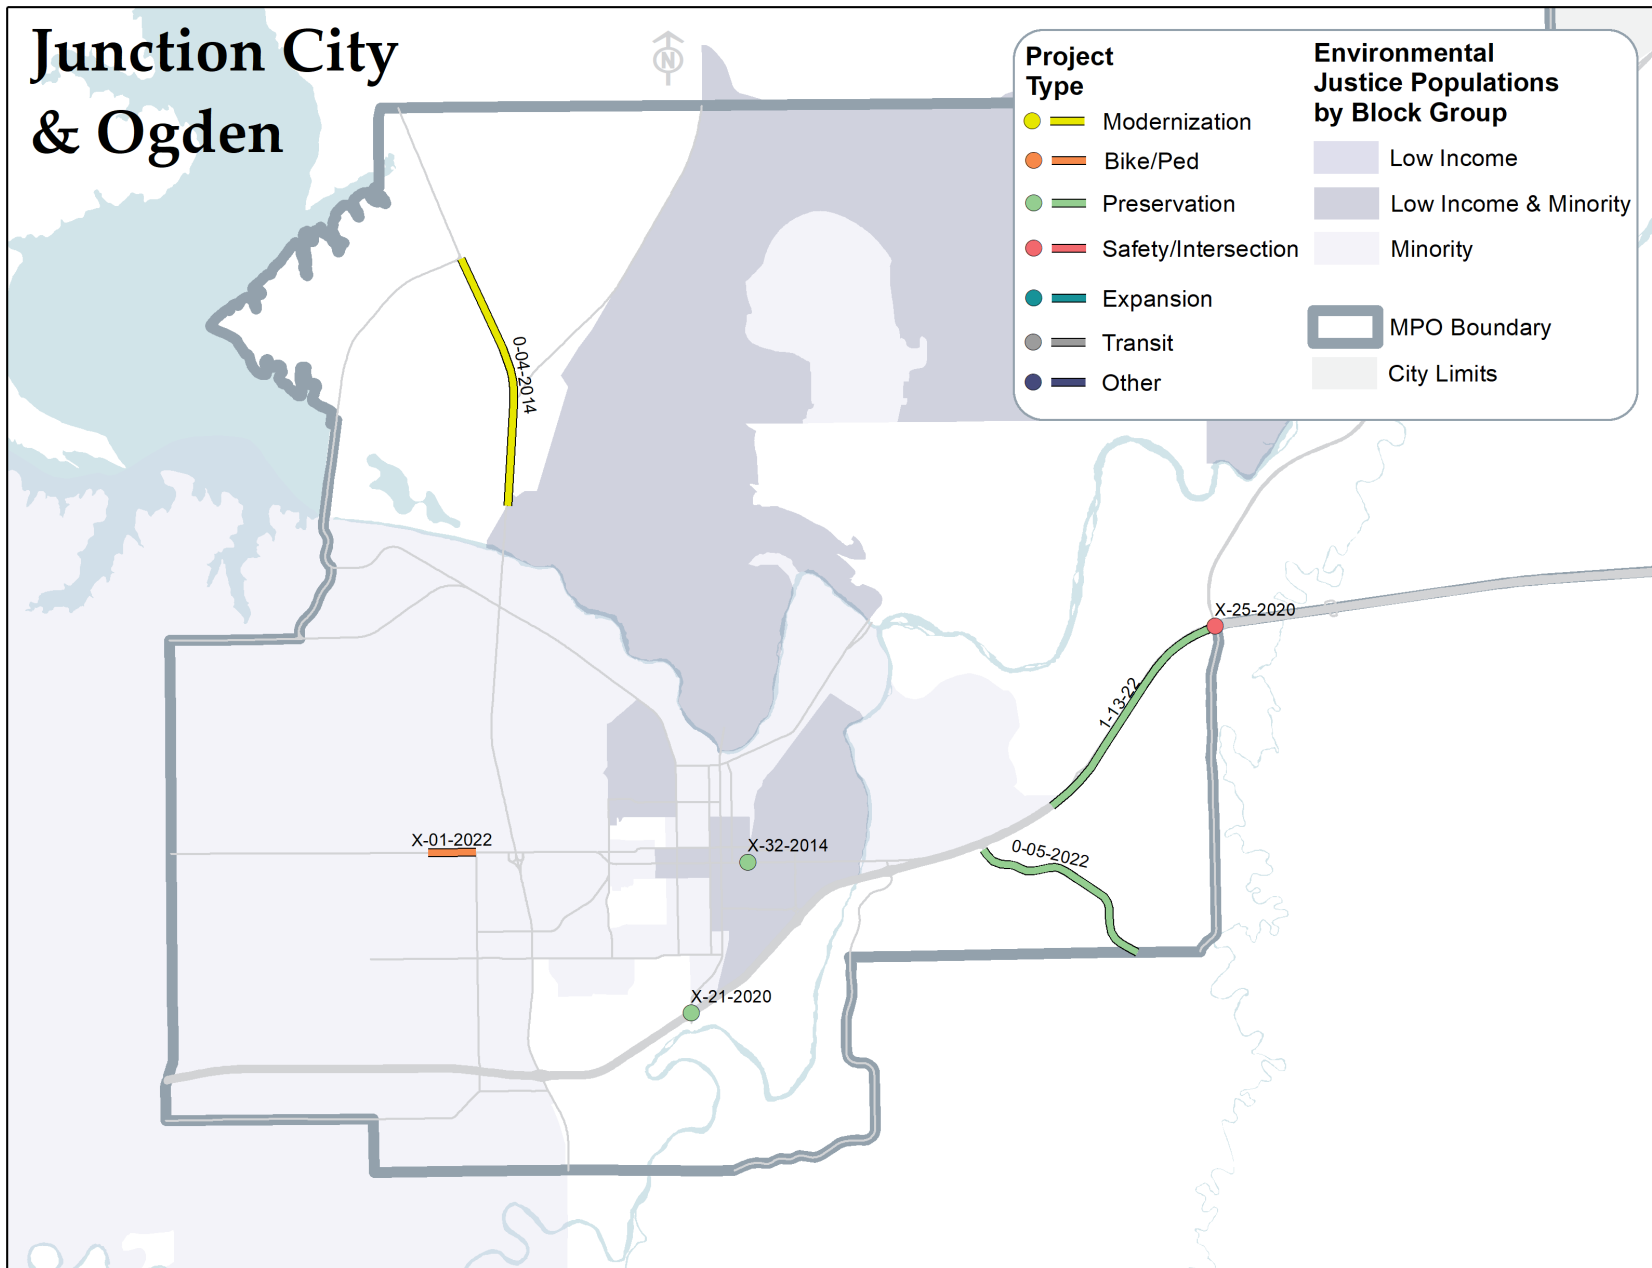 Junction City
& Ogden
N
Project
Type
Modernization
Bike/Ped
Preservation
Safety/Intersection
Expansion
Transit
Other
Environmental
Justice Populations
by Block Group
Low Income
Low Income & Minority
Minority
MPO Boundary
City Limits
0-04-2014
X-25-2020
1-13-22
X-01-2022
X-32-2014
0-05-2022
X-21-2020